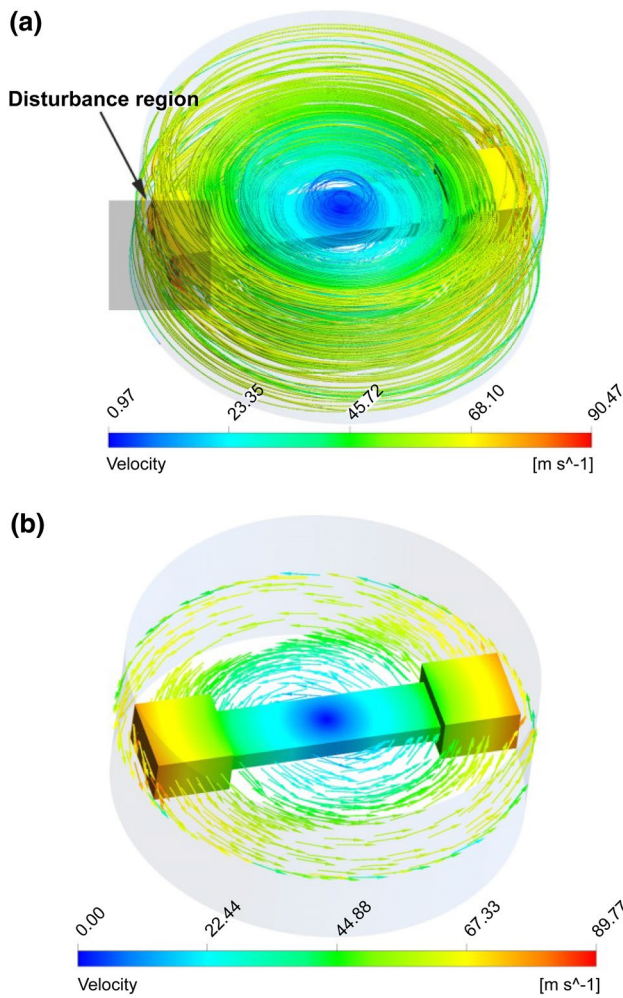 (a)
Disturbance region
0.97
23.35
45.72
68.10
90.47
Velocity
[m s^-1]
(b)
0.00
22.44
44.88
67.33
89.77
Velocity
[m s^-1]